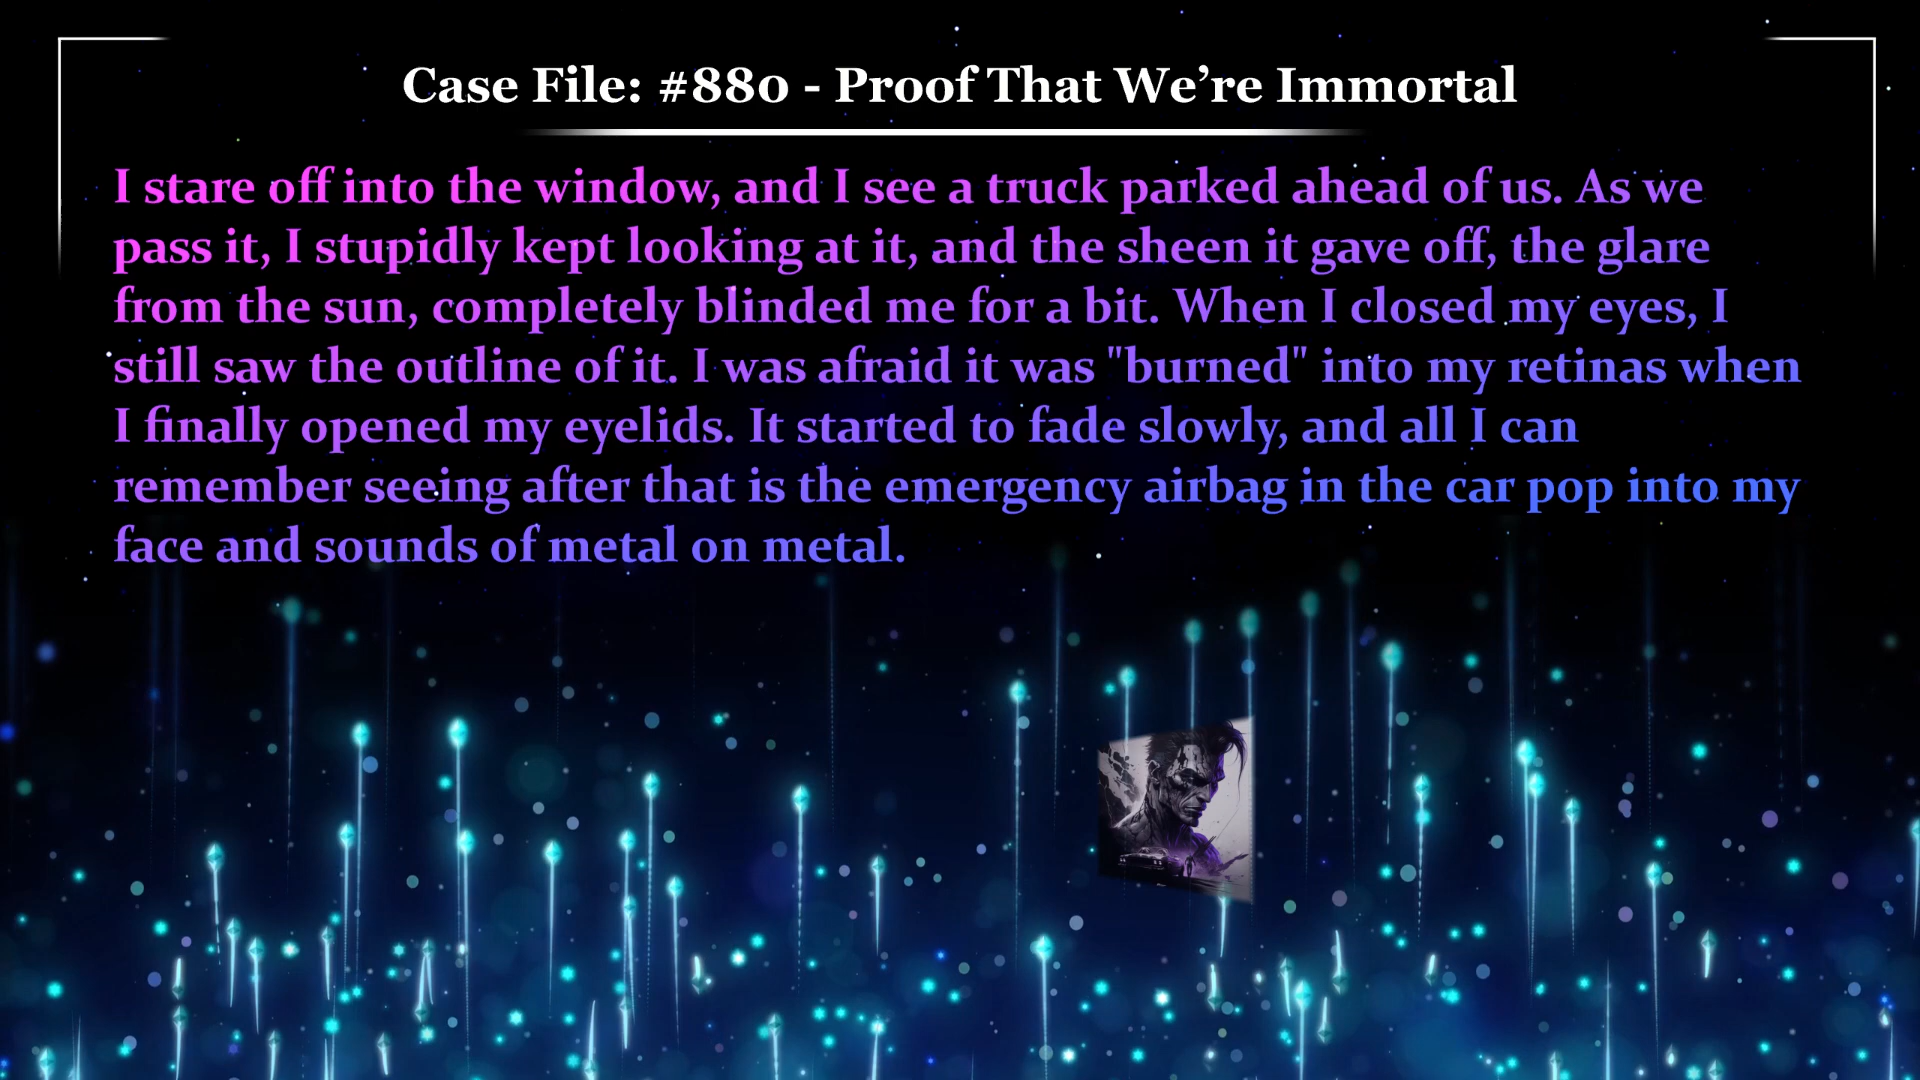 Case File: #880 - Proof That We’re Immortal
I stare off into the window, and I see a truck parked ahead of us. As we
pass it, I stupidly kept looking at it, and the sheen it gave off, the glare
from the sun, completely blinded me for a bit. When I closed my eyes, I
still saw the outline of it. I was afraid it was "burned" into my retinas when
I finally opened my eyelids. It started to fade slowly, and all I can
remember seeing after that is the emergency airbag in the car pop into my
face and sounds of metal on metal.